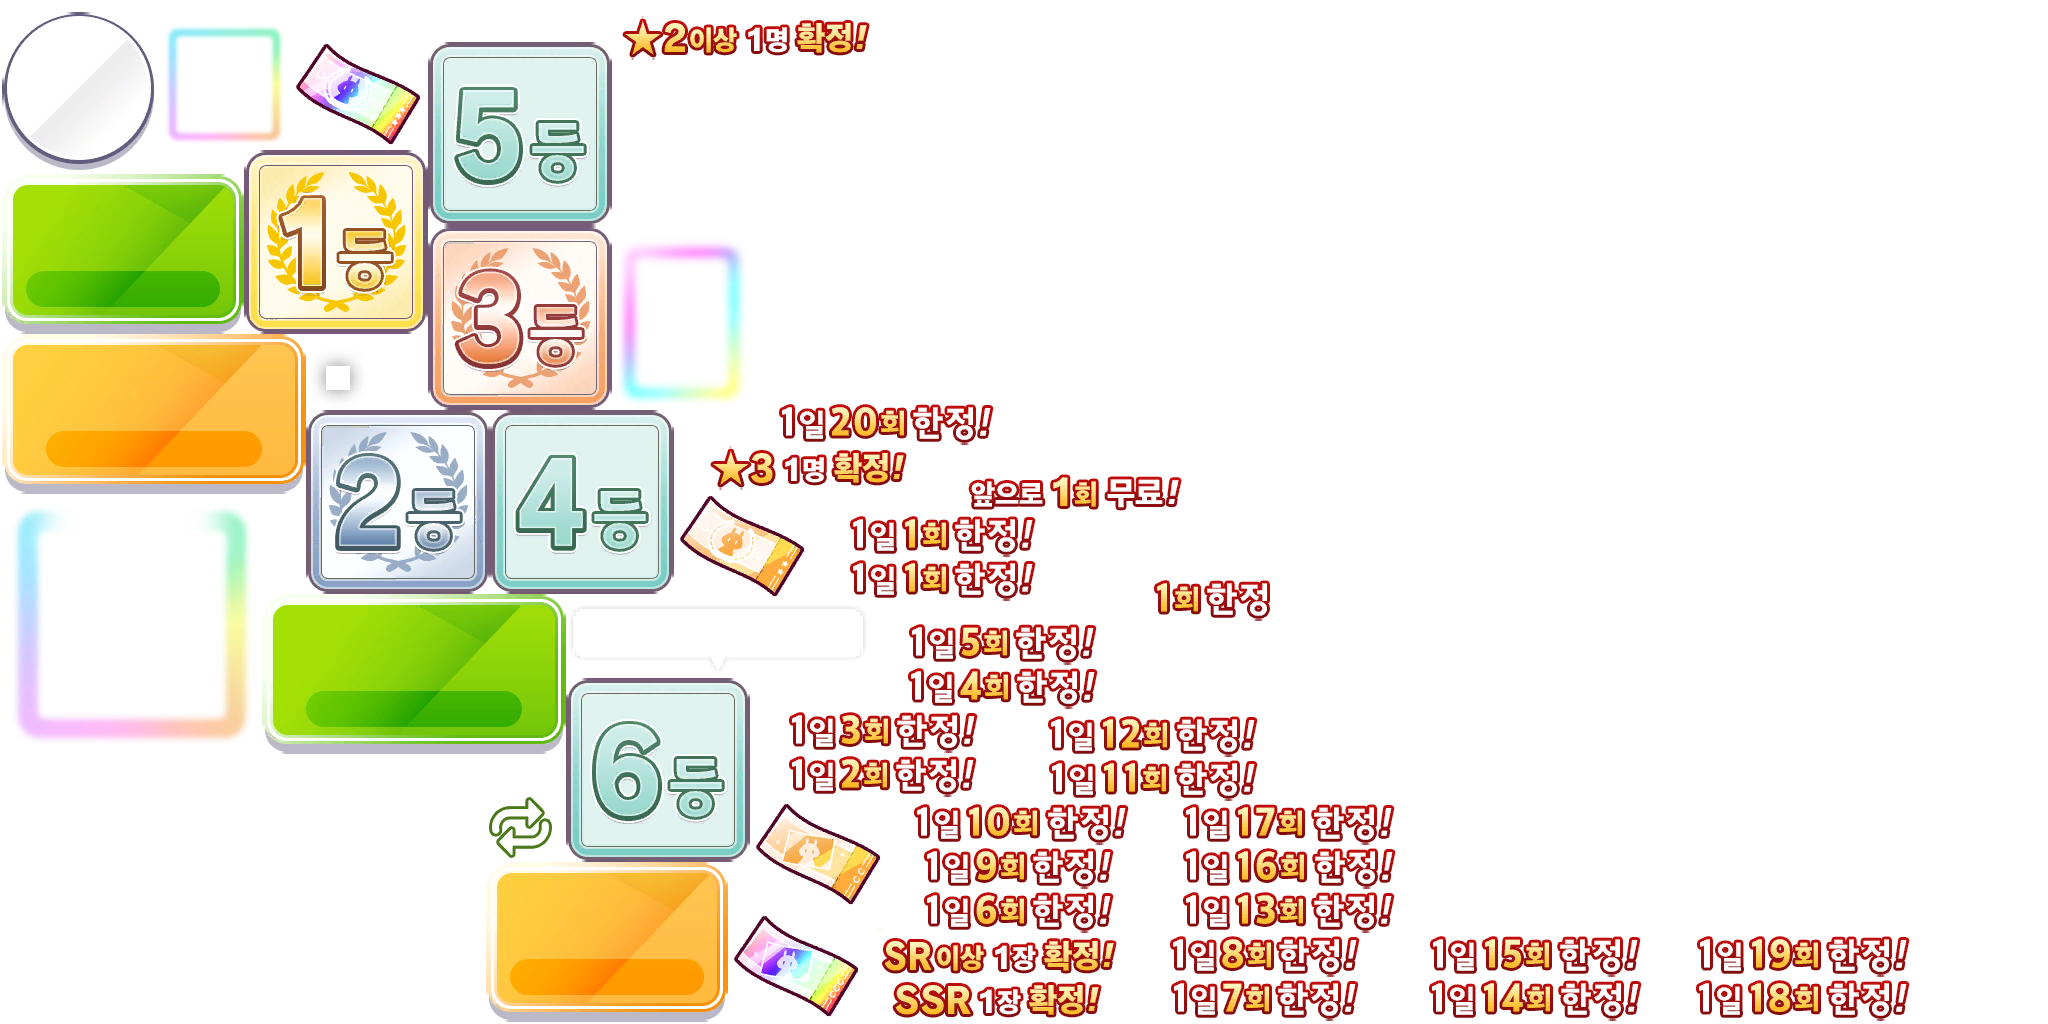 ★2이상 1명 확정!
5등
1등
3등
1일 20회 한정!
★3 1명 확정!
앞으로 1회 무료!
2등
4등
1일 1회 한정!
1일 1회 한정!
1회 한정
1일 5회 한정!
1일 4회 한정!
1일 3회 한정!
1일 12회 한정!
1일 2회 한정!
1일 11회 한정!
6등
1일 10회 한정!
1일 17회 한정!
1일 9회 한정!
1일 16회 한정!
1일 6회 한정!
1일 13회 한정!
SR이상 1장 확정!
1일 8회 한정!
1일 15회 한정!
1일 19회 한정!
SSR 1장 확정!
1일 7회 한정!
1일 14회 한정!
1일 18회 한정!